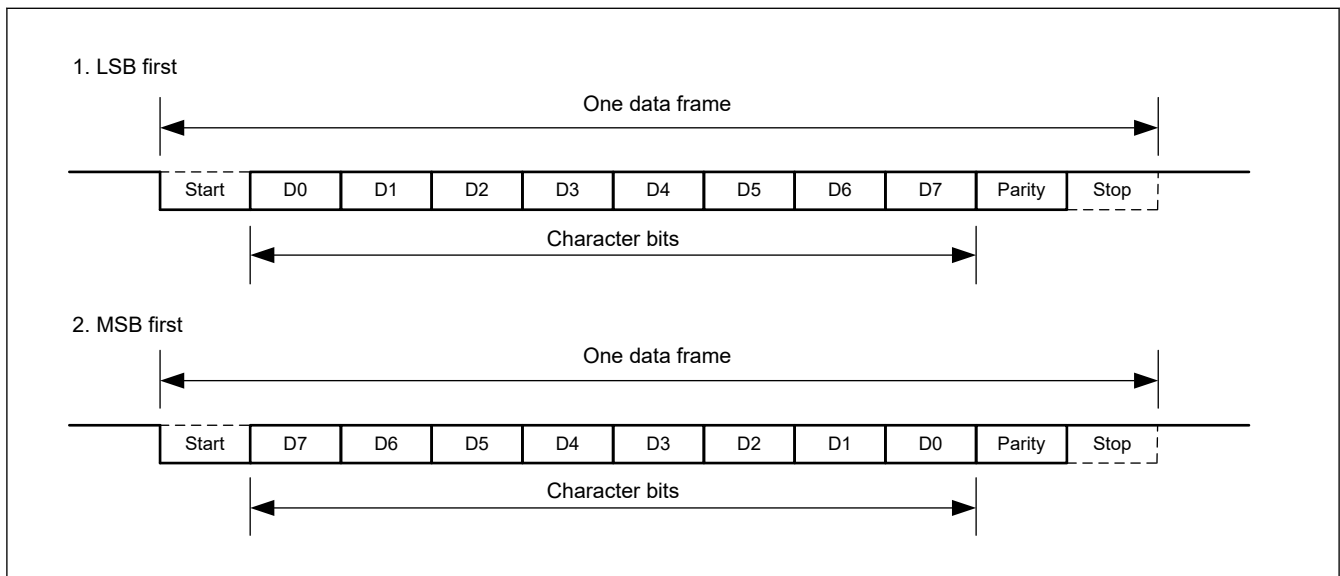 1. LSB first
One data frame
Start D0 D1 D2 D3 D4 D5 D6 D7 Parity Stop
Character bits
2. MSB first
One data frame
Start D7 D6 D5 D4 D3 D2 D1 D0 Parity Stop
Character bits